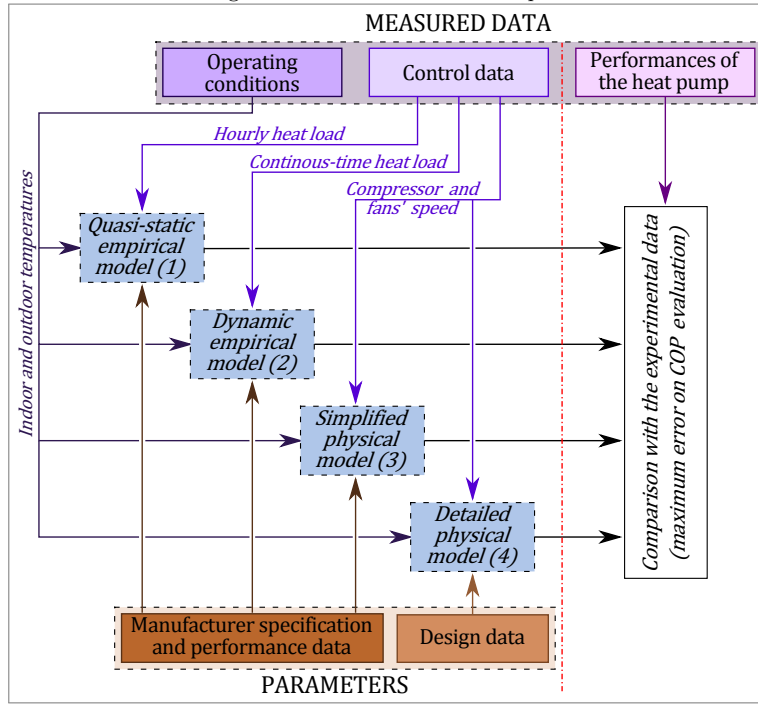 MEASURED DATA
Operating
conditions
Control data
Performances of
the heat pump
Hourly heat load
Continous-time heat load
Compressor and
fans' speed
Indoor and outdoor temperatures
Quasi-static
empirical
model (1)
Dynamic
empirical
model (2)
Simplified
physical
model (3)
Detailed
physical
model (4)
Comparison with the experimental data
(maximum error on COP evaluation)
Manufacturer specification
and performance data
Design data
PARAMETERS